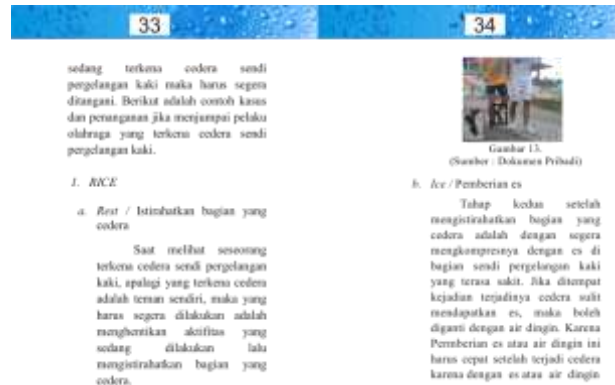 33
sedang terkena cedera sendi
pergelangan kaki maka harus segera
ditangani. Berikut adalah contoh kasus
dan penanganan jika menjumpai pelaku
olahraga yang terkena cedera sendi
pergelangan kaki.
1. RICE
a. Rest / Istirahatkan bagian yang
cedera
Saat melihat seseorang
terkena cedera sendi pergelangan
kaki, apalagi yang terkena cedera
adalah teman sendiri, maka yang
harus segera dilakukan adalah
menghentikan aktifitas yang
sedang dilakukan lalu
mengistirahatkan bagian yang
cedera.
34
Gambar 13.
(Sumber : Dokumen Pribadi)
b. Ice / Pemberian es
Tahap kedua setelah
mengistirahatkan bagian yang
cedera adalah dengan segera
mengkompresnya dengan es di
bagian sendi pergelangan kaki
yang terasa sakit. Jika ditempat
kejadian terjadinya cedera sulit
mendapatkan es, maka boleh
diganti dengan air dingin. Karena
Pemberian es atau air dingin ini
harus cepat setelah terjadi cedera
karena dengan es atau air dingin